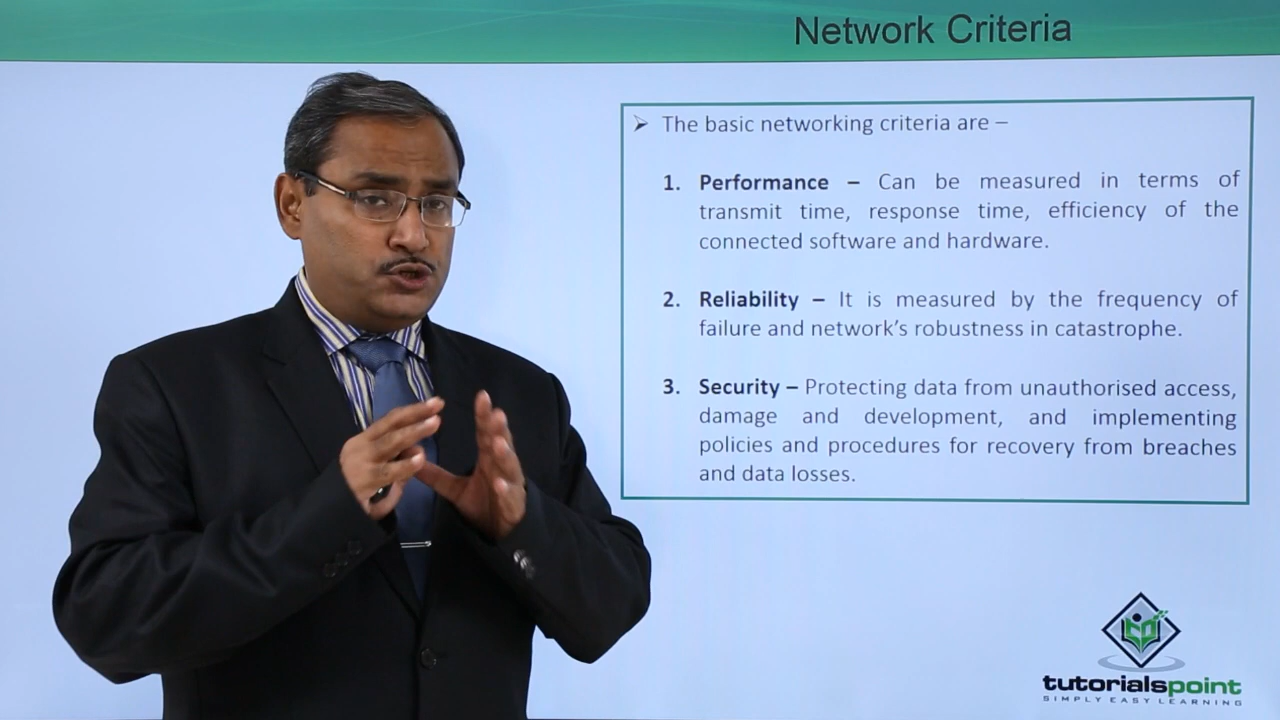 Network Criteria
➢ The basic networking criteria are –
1. Performance – Can be measured in terms of
transmit time, response time, efficiency of the
connected software and hardware.
2. Reliability – It is measured by the frequency of
failure and network’s robustness in catastrophe.
3. Security – Protecting data from unauthorised access,
damage and development, and implementing
policies and procedures for recovery from breaches
and data losses.
tutorialspoint
SIMPLY EASY LEARNING